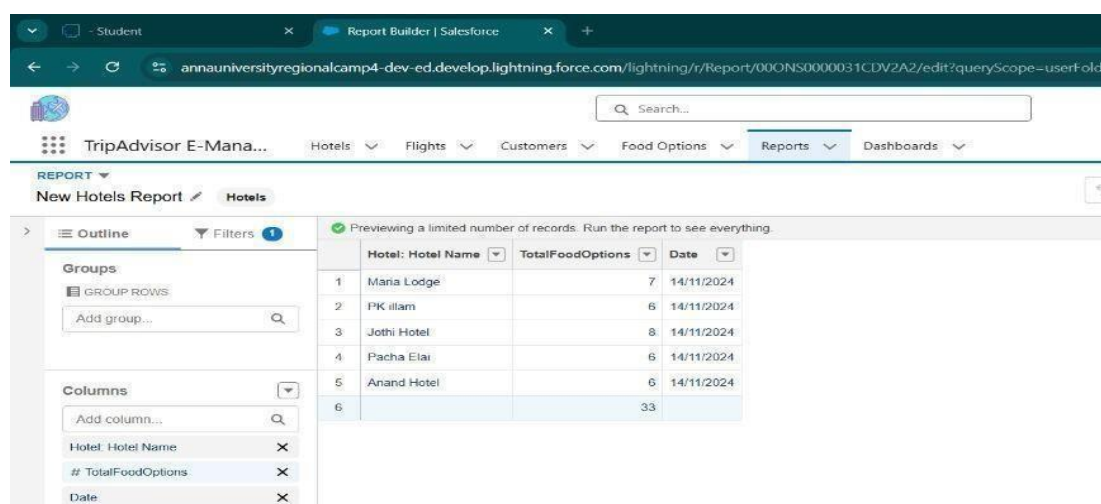 - Student
Report Builder | Salesforce
annauniversityregionalcamp4-dev-ed.develop.lightning.force.com/lightning/r/Report/00ONS0000031CDV2A2/edit?queryScope=userFold
Search...
TripAdvisor E-Mana... Hotels Flights Customers Food Options Reports Dashboards
REPORT
New Hotels Report Hotels
Outline Filters 1
Previewing a limited number of records. Run the report to see everything.
Groups
GROUP ROWS
Add group...
Columns
Add column...
Hotel: Hotel Name
# TotalFoodOptions
Date
Hotel: Hotel Name TotalFoodOptions Date
1 Maria Lodge 7 14/11/2024
2 PK illam 6 14/11/2024
3 Jothi Hotel 8 14/11/2024
4 Pacha Elai 6 14/11/2024
5 Anand Hotel 6 14/11/2024
6 33